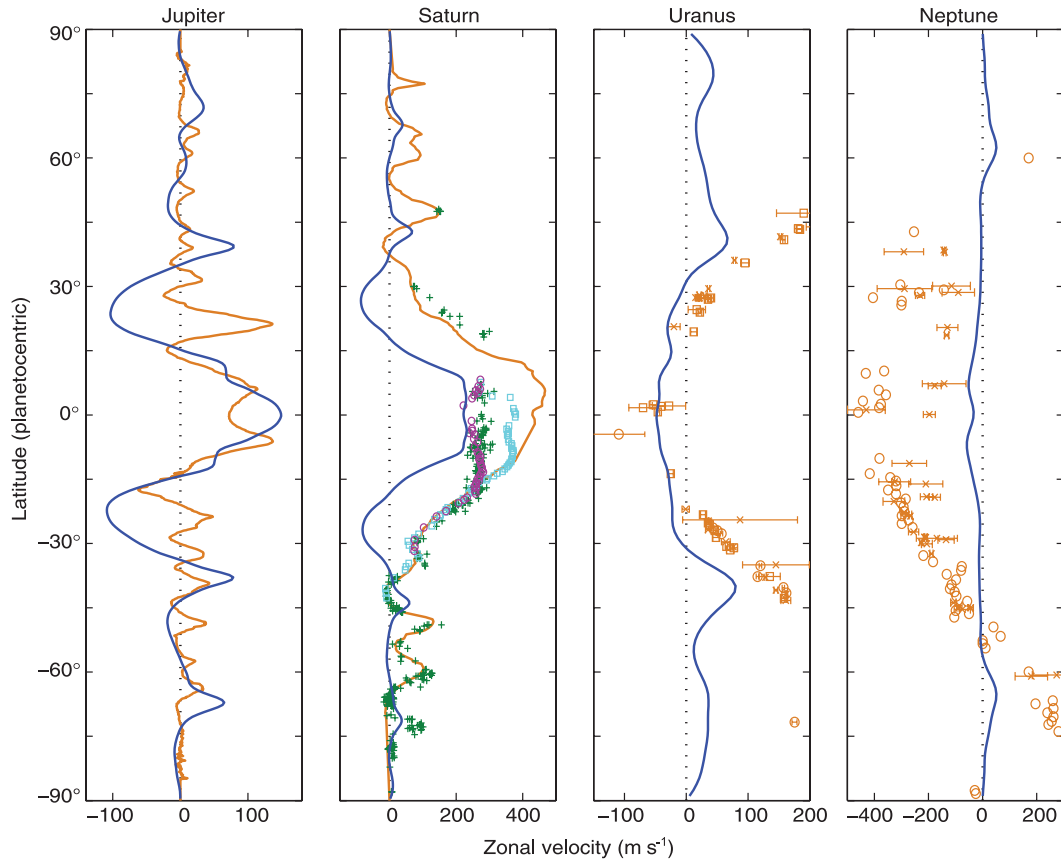 Jupiter Saturn Uranus Neptune
90°
60°
30°
0°
−30°
−60°
−90°
Latitude (planetocentric)
−100 0 100
0 200 400
−100 0 100 200
−400 −200 0 200
Zonal velocity (m s⁻¹)